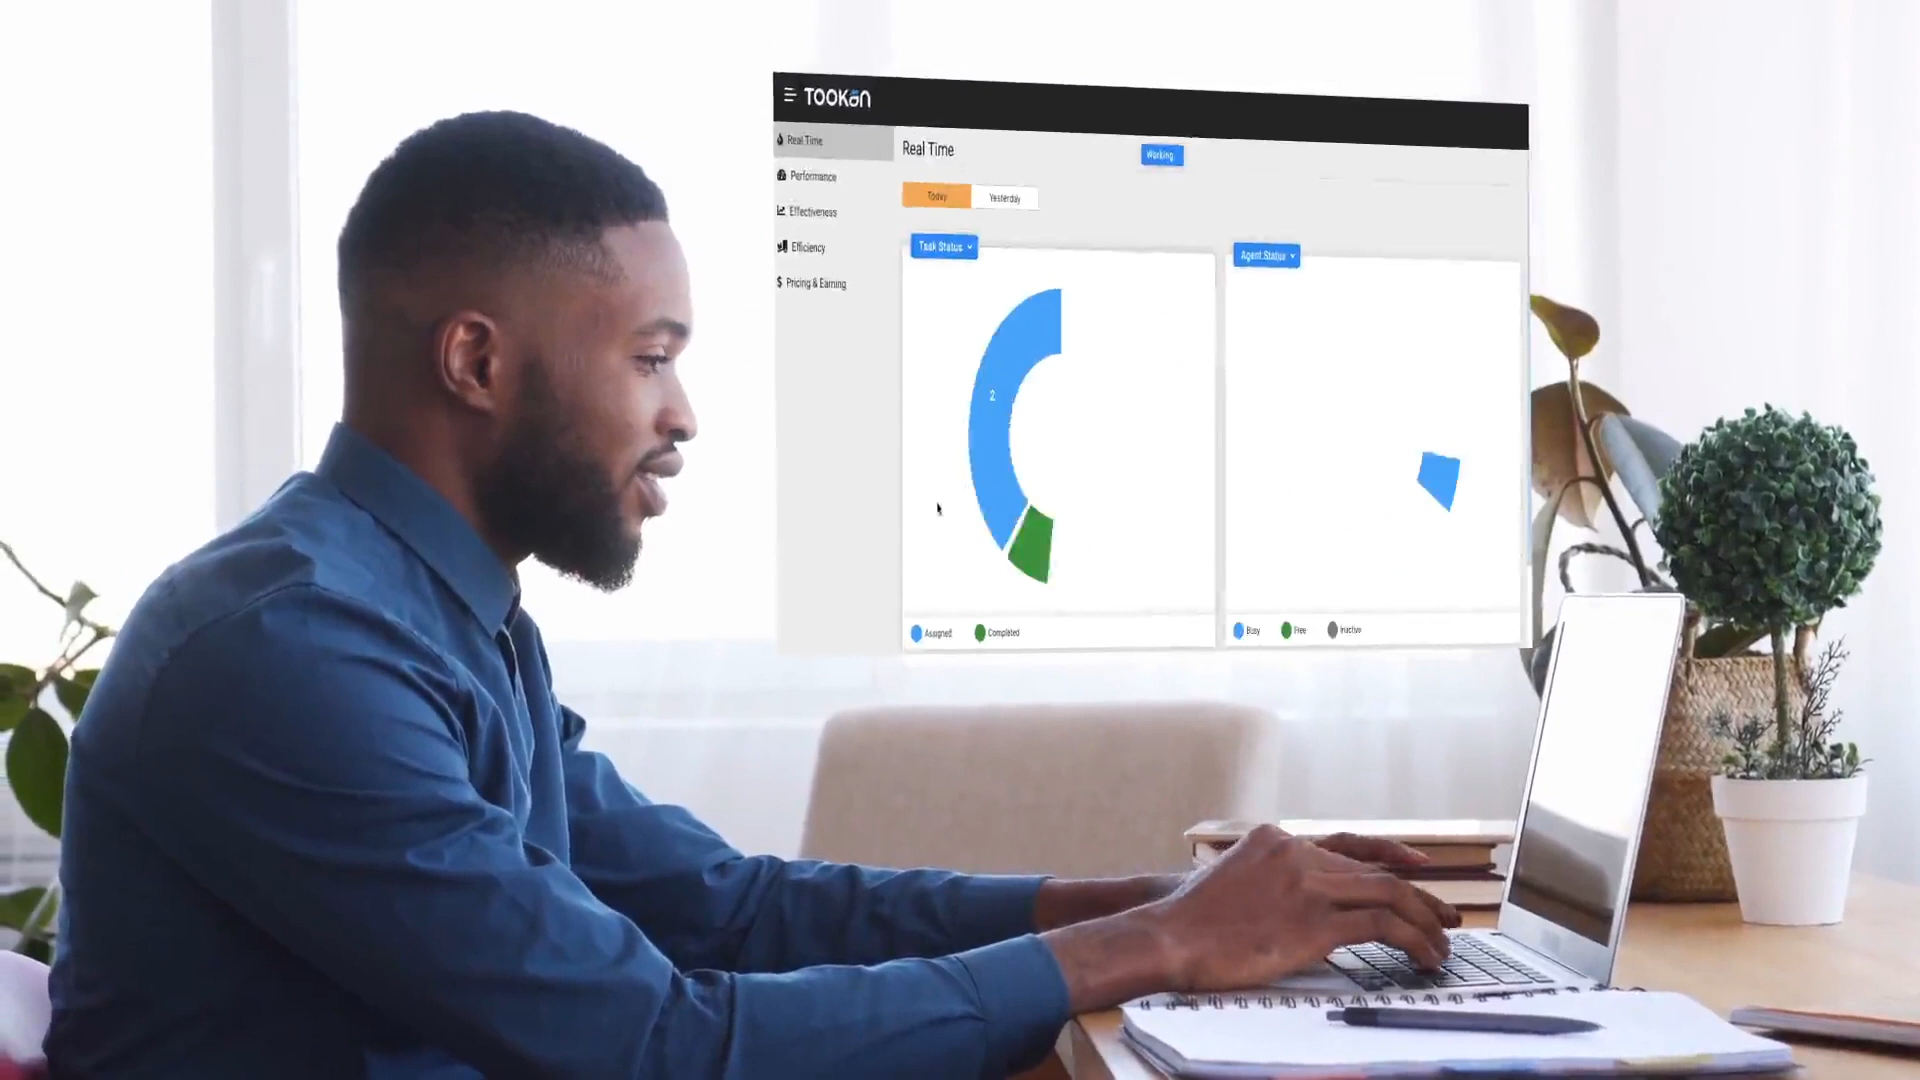 TOOKAN
Real Time
Performance
Effectiveness
Efficiency
$ Pricing & Earning
Real Time
Working
Today
Yesterday
Task Status
Agent Status
2
Assigned
Completed
Busy
Free
Inactive